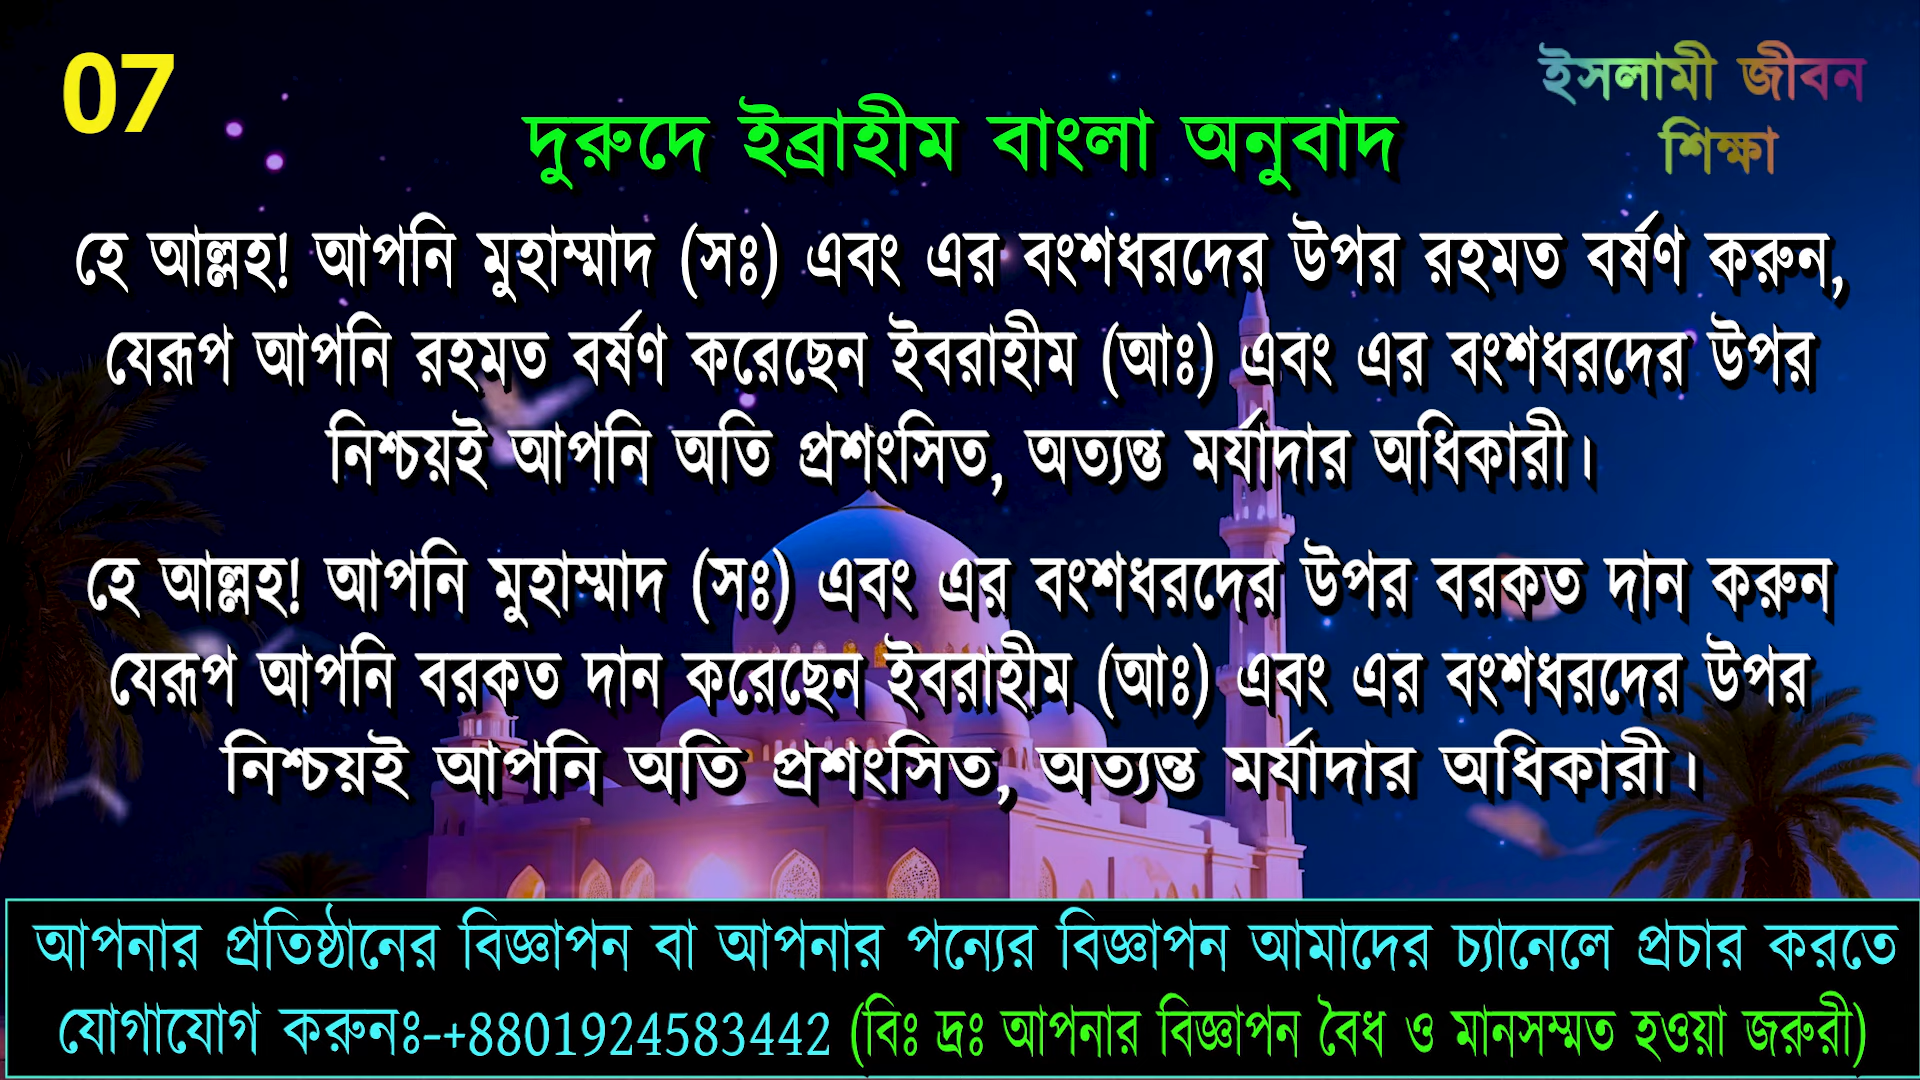 07
ইসলামী জীবন
শিক্ষা
দুরুদে ইব্রাহীম বাংলা অনুবাদ
হে আল্লহ! আপনি মুহাম্মাদ (সঃ) এবং এর বংশধরদের উপর রহমত বর্ষণ করুন,
যেরূপ আপনি রহমত বর্ষণ করেছেন ইবরাহীম (আঃ) এবং এর বংশধরদের উপর
নিশ্চয়ই আপনি অতি প্রশংসিত, অত্যন্ত মর্যাদার অধিকারী।
হে আল্লহ! আপনি মুহাম্মাদ (সঃ) এবং এর বংশধরদের উপর বরকত দান করুন
যেরূপ আপনি বরকত দান করেছেন ইবরাহীম (আঃ) এবং এর বংশধরদের উপর
নিশ্চয়ই আপনি অতি প্রশংসিত, অত্যন্ত মর্যাদার অধিকারী।
আপনার প্রতিষ্ঠানের বিজ্ঞাপন বা আপনার পন্যের বিজ্ঞাপন আমাদের চ্যানেলে প্রচার করতে
যোগাযোগ করুনঃ-+8801924583442 (বিঃ দ্রঃ আপনার বিজ্ঞাপন বৈধ ও মানসম্মত হওয়া জরুরী)